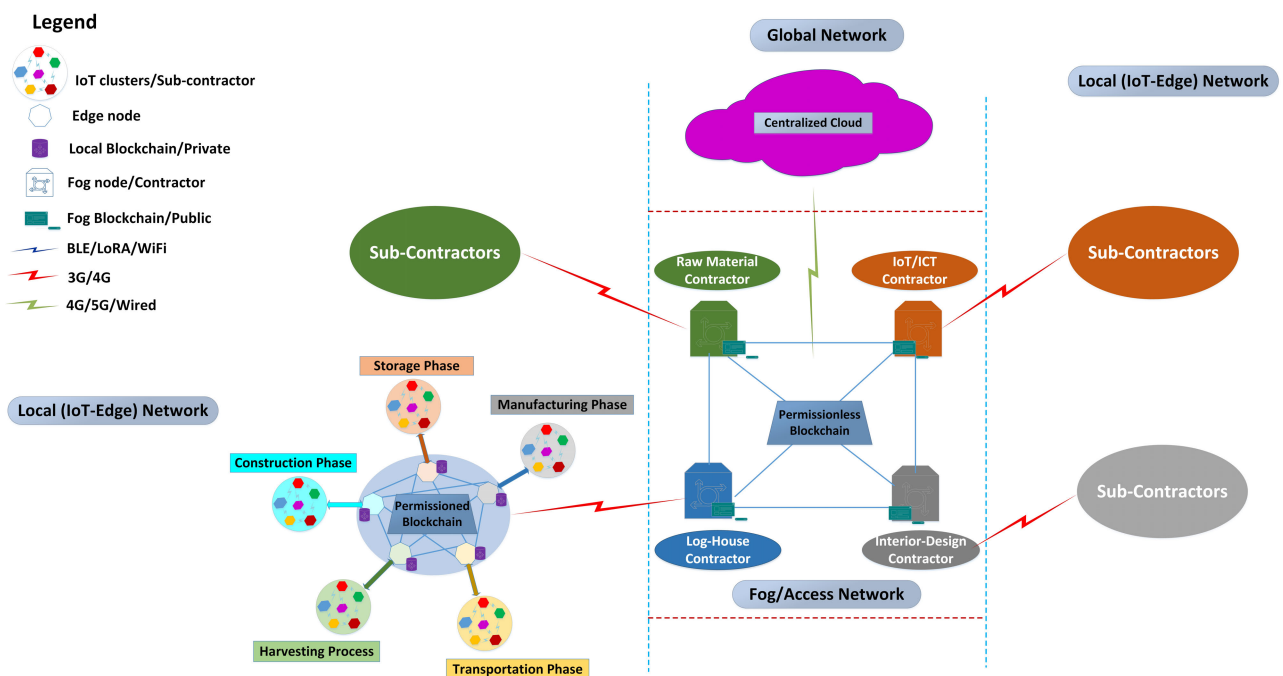 Legend
IoT clusters/Sub-contractor
Edge node
Local Blockchain/Private
Fog node/Contractor
Fog Blockchain/Public
BLE/LoRA/WiFi
3G/4G
4G/5G/Wired
Global Network
Centralized Cloud
Local (IoT-Edge) Network
Sub-Contractors
Raw Material
Contractor
IoT/ICT
Contractor
Sub-Contractors
Permissionless
Blockchain
Log-House
Contractor
Interior-Design
Contractor
Sub-Contractors
Fog/Access Network
Local (IoT-Edge) Network
Storage Phase
Manufacturing Phase
Construction Phase
Permissioned
Blockchain
Harvesting Process
Transportation Phase